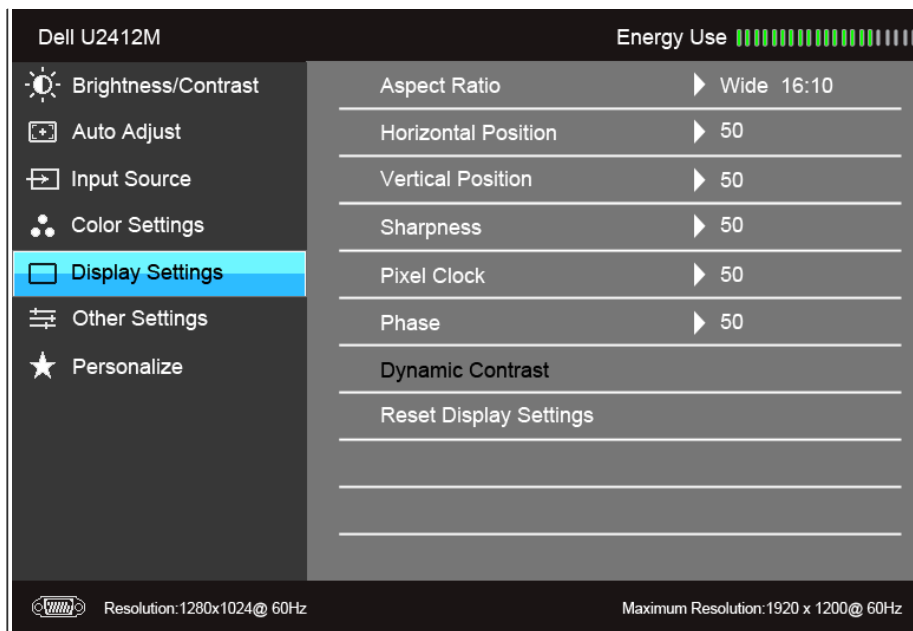 Dell U2412M Energy Use
Brightness/Contrast
Auto Adjust
Input Source
Color Settings
Display Settings
Other Settings
Personalize
Aspect Ratio Wide 16:10
Horizontal Position 50
Vertical Position 50
Sharpness 50
Pixel Clock 50
Phase 50
Dynamic Contrast
Reset Display Settings
Resolution:1280x1024@ 60Hz Maximum Resolution:1920 x 1200@ 60Hz